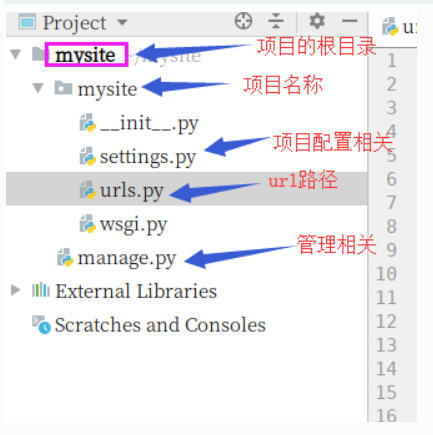 Project
mysite ~/mysite
项目的根目录
mysite
项目名称
__init__.py
settings.py
项目配置相关
urls.py
url路径
wsgi.py
manage.py
管理相关
External Libraries
Scratches and Consoles
1
2
3
4
5
6
7
8
9
10
11
12
13
14
15
16